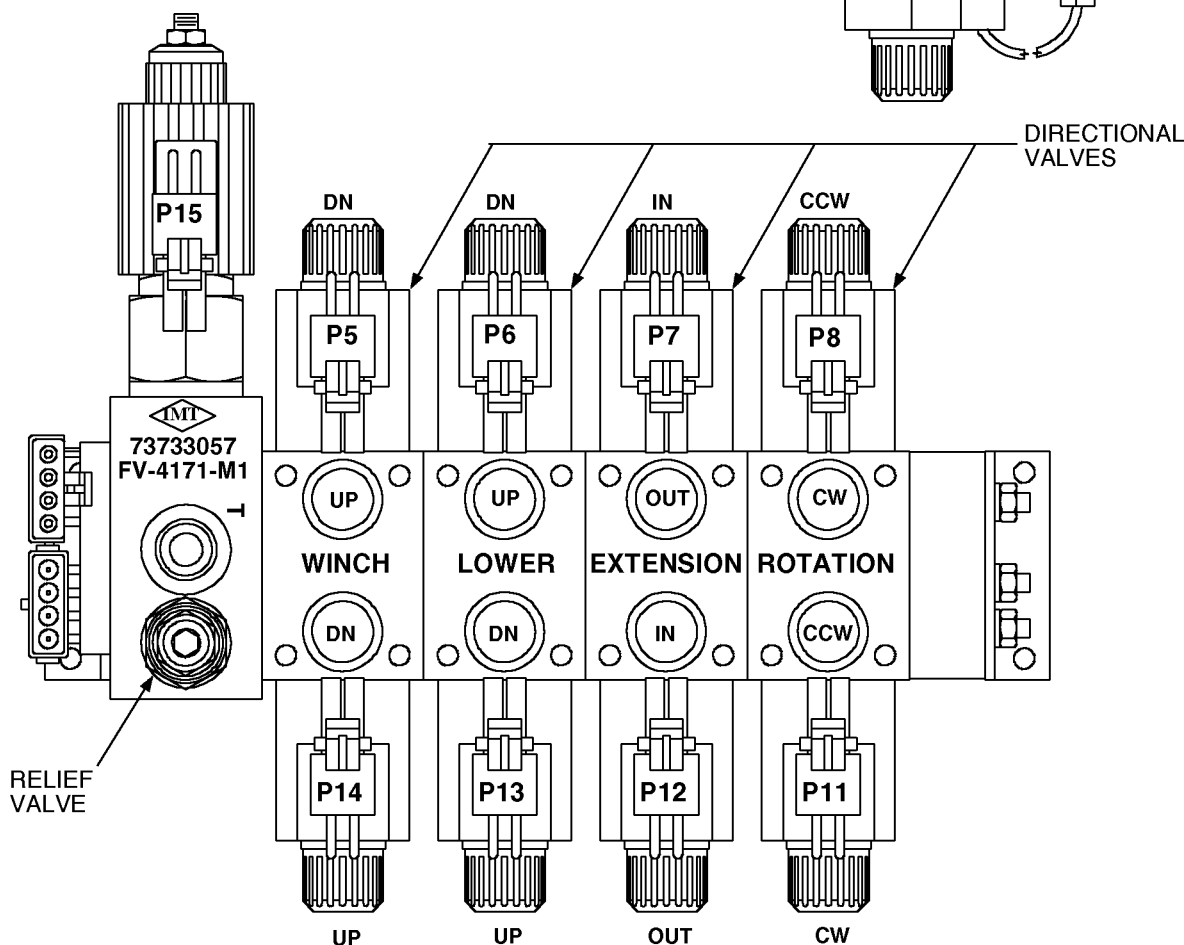 DIRECTIONAL
VALVES
DN
DN
IN
CCW
P15
P5
P6
P7
P8
IMT
73733057
FV-4171-M1
T
UP
UP
OUT
CW
WINCH
LOWER
EXTENSION
ROTATION
DN
DN
IN
CCW
RELIEF
VALVE
P14
P13
P12
P11
UP
UP
OUT
CW